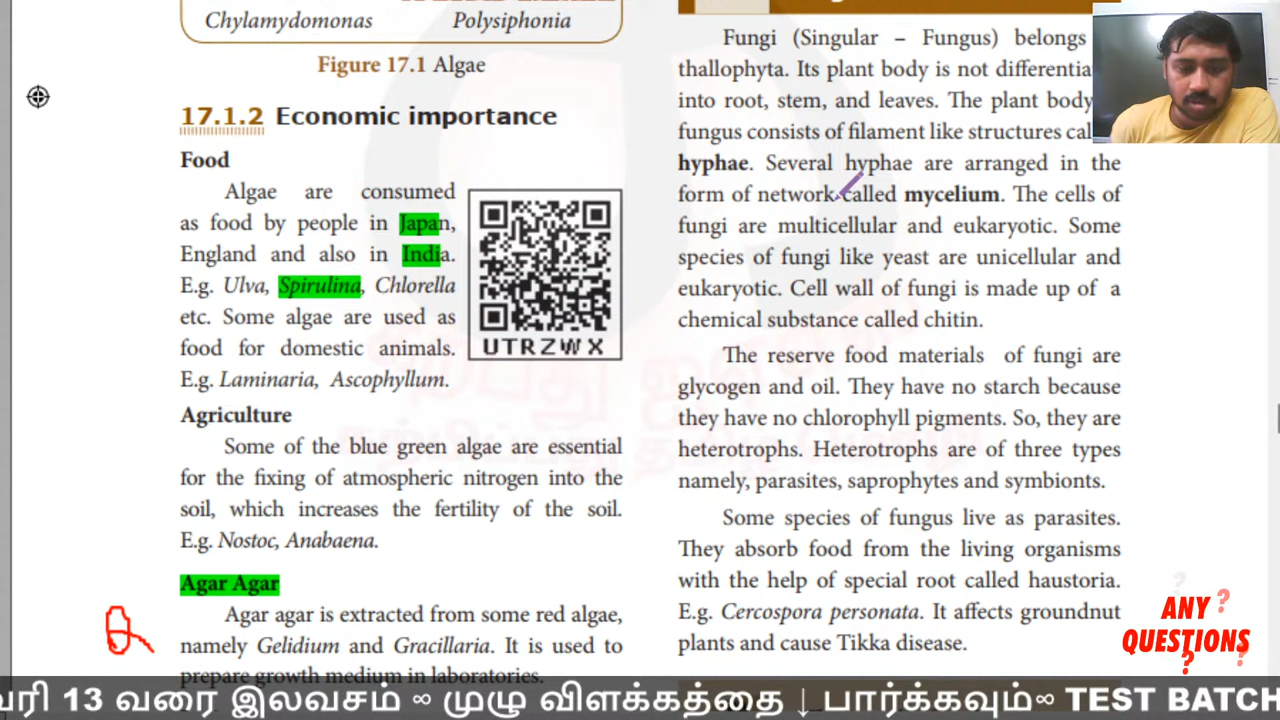 Chylamydomonas Polysiphonia
Figure 17.1 Algae
17.1.2 Economic importance
Food
Algae are consumed
as food by people in Japan,
England and also in India.
E.g. Ulva, Spirulina, Chlorella
etc. Some algae are used as
food for domestic animals.
E.g. Laminaria, Ascophyllum.
UTRZWX
Agriculture
Some of the blue green algae are essential
for the fixing of atmospheric nitrogen into the
soil, which increases the fertility of the soil.
E.g. Nostoc, Anabaena.
Agar Agar
Agar agar is extracted from some red algae,
namely Gelidium and Gracillaria. It is used to
prepare growth medium in laboratories.
Fungi (Singular – Fungus) belongs
thallophyta. Its plant body is not
into root, stem, and leaves. The plant body
fungus consists of filament like structures
hyphae. Several hyphae are arranged in the
form of network called mycelium. The cells of
fungi are multicellular and eukaryotic. Some
species of fungi like yeast are unicellular and
eukaryotic. Cell wall of fungi is made up of a
chemical substance called chitin.
The reserve food materials of fungi are
glycogen and oil. They have no starch because
they have no chlorophyll pigments. So, they are
heterotrophs. Heterotrophs are of three types
namely, parasites, saprophytes and symbionts.
Some species of fungus live as parasites.
They absorb food from the living organisms
with the help of special root called haustoria.
E.g. Cercospora personata. It affects groundnut
plants and cause Tikka disease.
ANY
QUESTIONS
13 வரை இலவசம் ∞ முழு விளக்கத்தை ↓ பார்க்கவும்∞ TEST BATCH